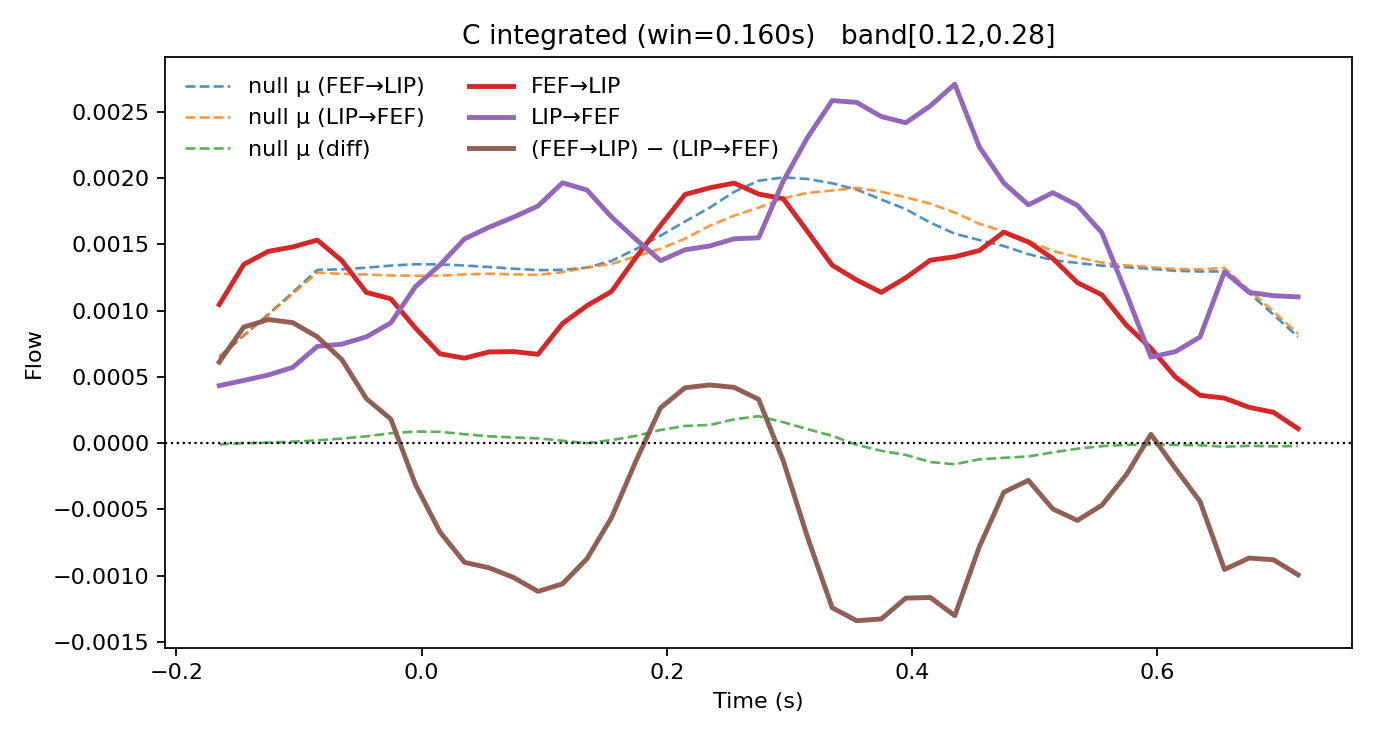 C integrated (win=0.160s)   band[0.12,0.28]
null μ (FEF→LIP)
null μ (LIP→FEF)
null μ (diff)
FEF→LIP
LIP→FEF
(FEF→LIP) − (LIP→FEF)
Flow
0.0025
0.0020
0.0015
0.0010
0.0005
0.0000
−0.0005
−0.0010
−0.0015
−0.2
0.0
0.2
0.4
0.6
Time (s)